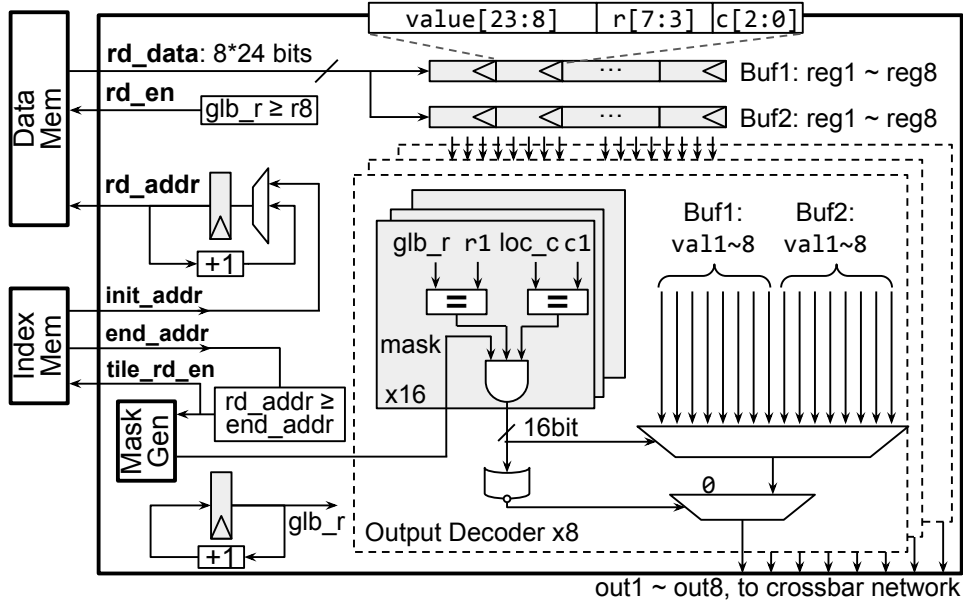 value[23:8] r[7:3] c[2:0]
rd_data: 8*24 bits
... Buf1: reg1 ~ reg8
rd_en
glb_r ≥ r8
... Buf2: reg1 ~ reg8
Data
Mem
rd_addr
+1
Buf1: Buf2:
val1~8 val1~8
glb_r r1 loc_c c1
= =
init_addr
end_addr
tile_rd_en
Index
Mem
mask
x16
rd_addr ≥
end_addr
Mask
Gen
16bit
0
glb_r
+1
Output Decoder x8
out1 ~ out8, to crossbar network